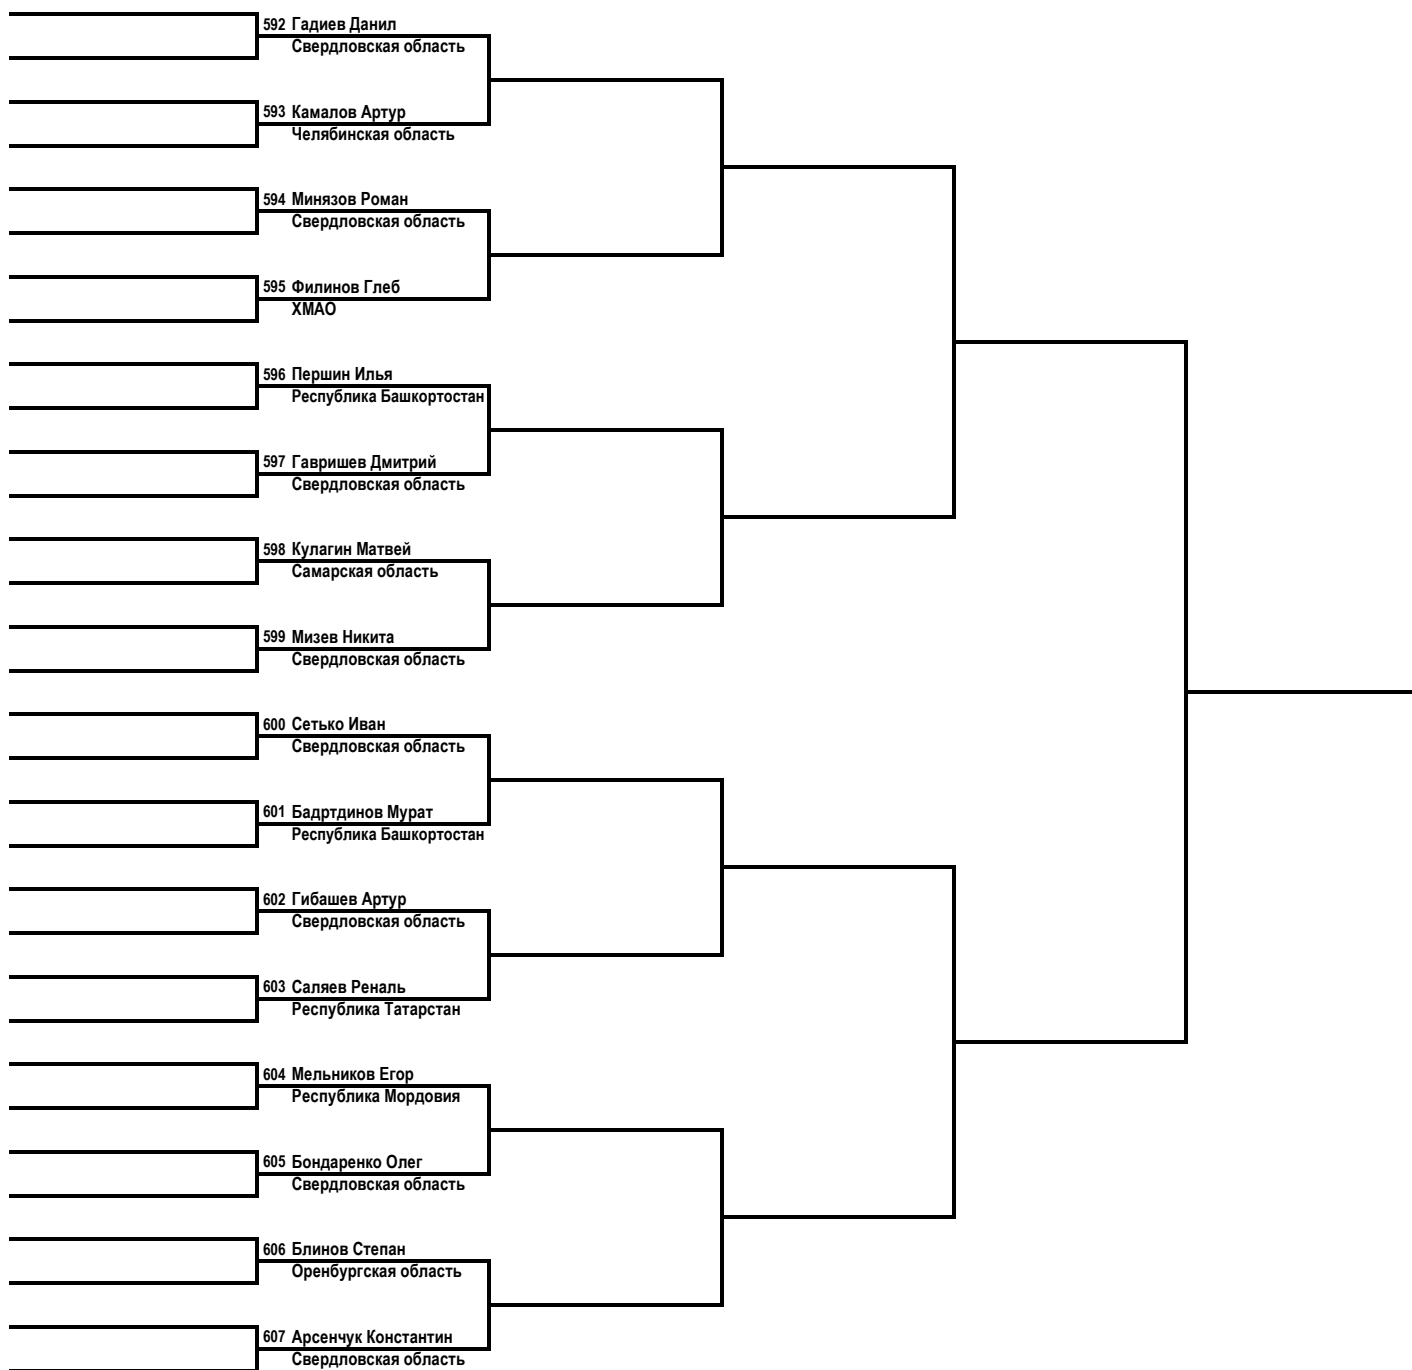 592 Гадиев Данил
Свердловская область
593 Камалов Артур
Челябинская область
594 Минязов Роман
Свердловская область
595 Филинов Глеб
ХМАО
596 Першин Илья
Республика Башкортостан
597 Гавришев Дмитрий
Свердловская область
598 Кулагин Матвей
Самарская область
599 Мизев Никита
Свердловская область
600 Сетько Иван
Свердловская область
601 Бадртдинов Мурат
Республика Башкортостан
602 Гибашев Артур
Свердловская область
603 Саляев Реналь
Республика Татарстан
604 Мельников Егор
Республика Мордовия
605 Бондаренко Олег
Свердловская область
606 Блинов Степан
Оренбургская область
607 Арсенчук Константин
Свердловская область